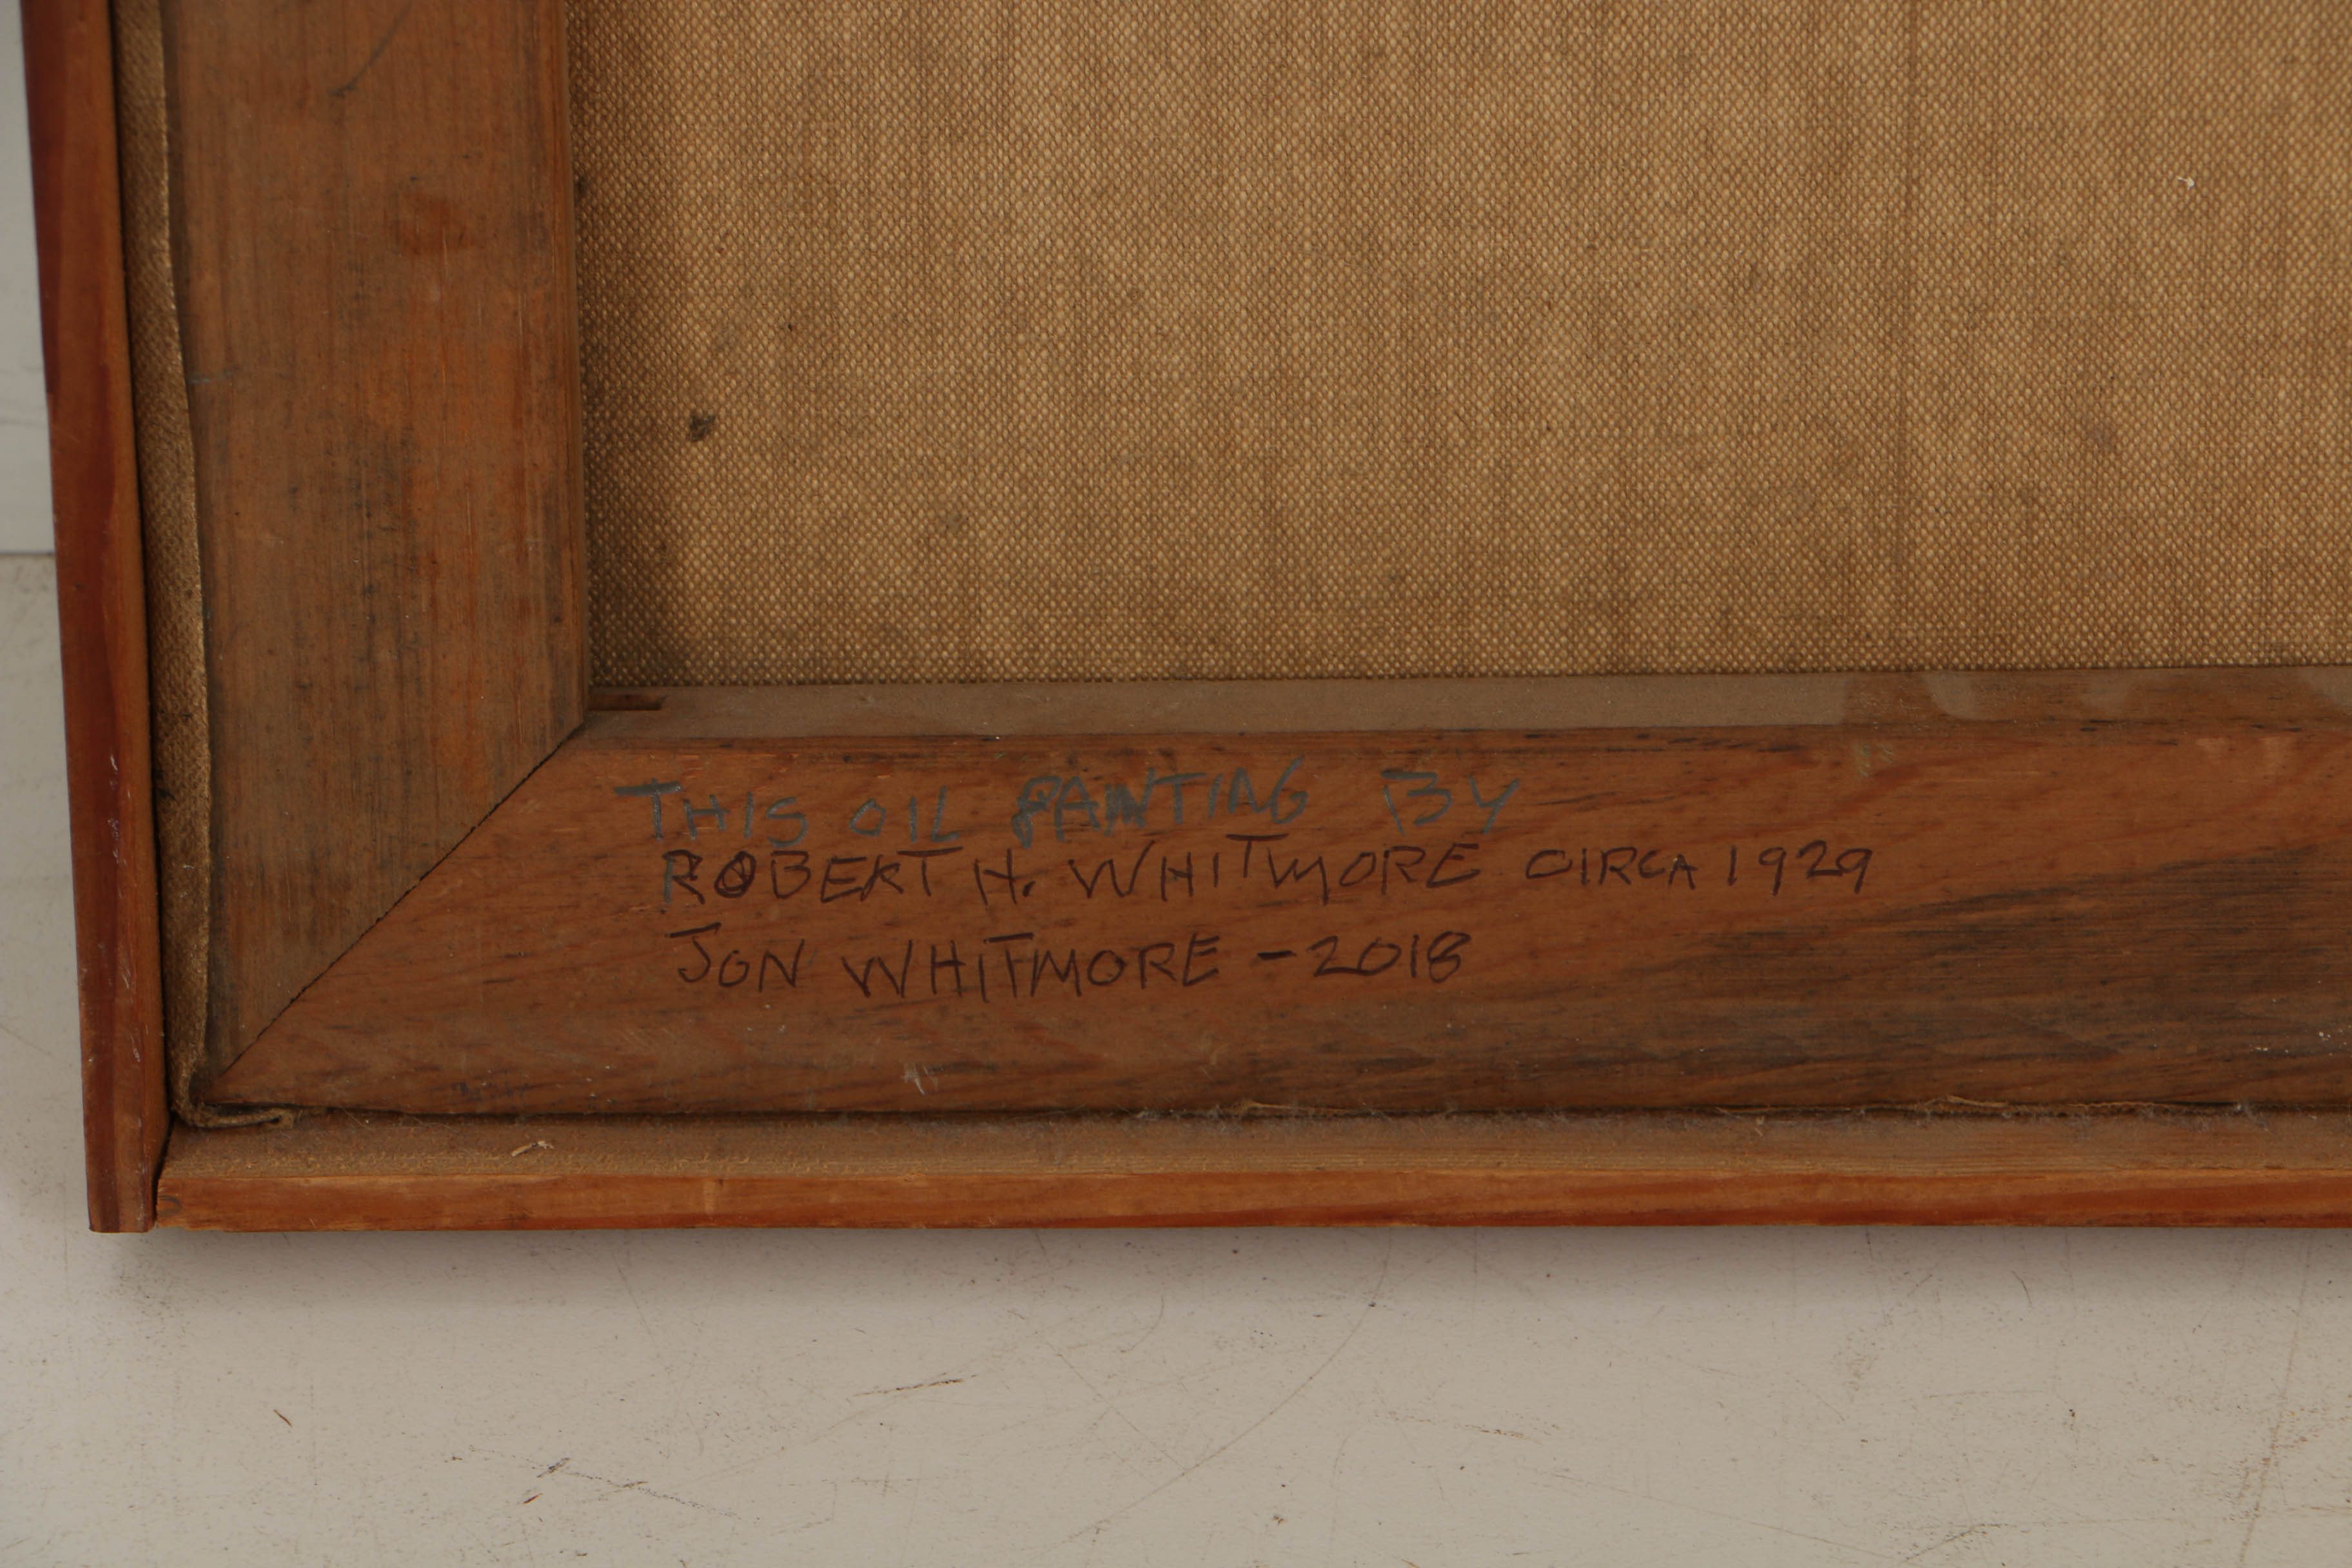 THIS OIL PAINTING BY
ROBERT H. WHITMORE CIRCA 1929
JON WHITMORE - 2018